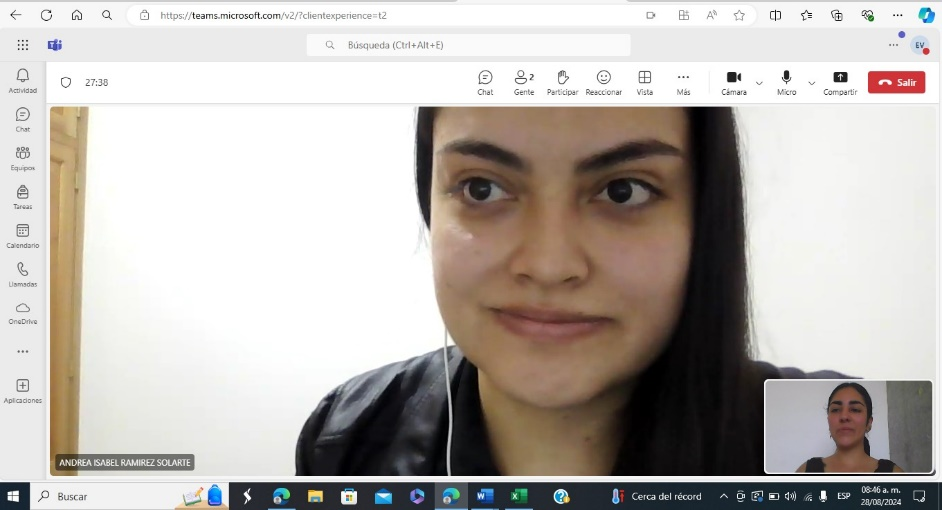 https://teams.microsoft.com/v2/?clientexperience=t2
Búsqueda (Ctrl+Alt+E)
EV
27:38
2
Chat
Gente
Participar
Reaccionar
Vista
Más
Cámara
Micro
Compartir
Salir
Actividad
Chat
Equipos
Tareas
Calendario
Llamadas
OneDrive
Aplicaciones
ANDREA ISABEL RAMIREZ SOLARTE
Buscar
Cerca del récord
ESP
08:46 a. m.
28/08/2024